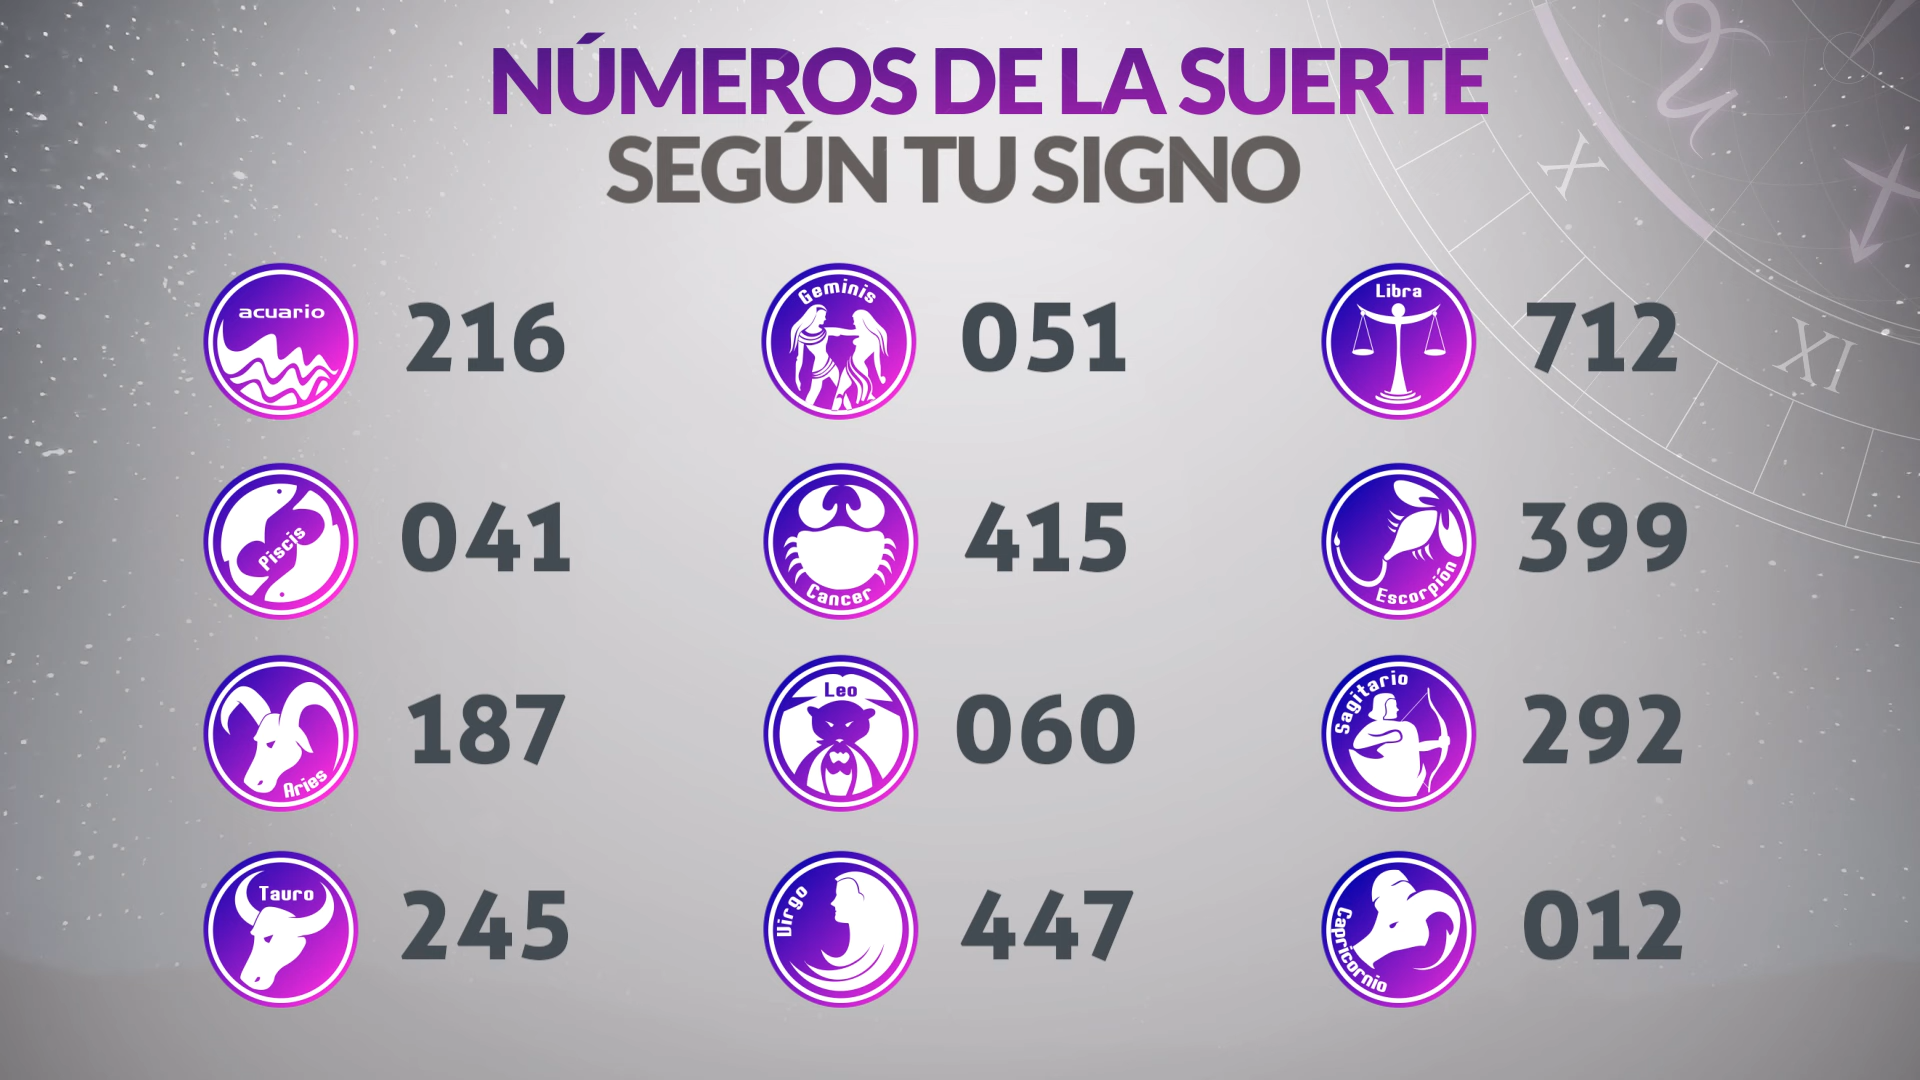 NÚMEROS DE LA SUERTE
SEGÚN TU SIGNO
acuario 216
Geminis 051
Libra 712
Piscis 041
Cancer 415
Escorpión 399
Aries 187
Leo 060
Sagitario 292
Tauro 245
Virgo 447
Capricornio 012
X
XI